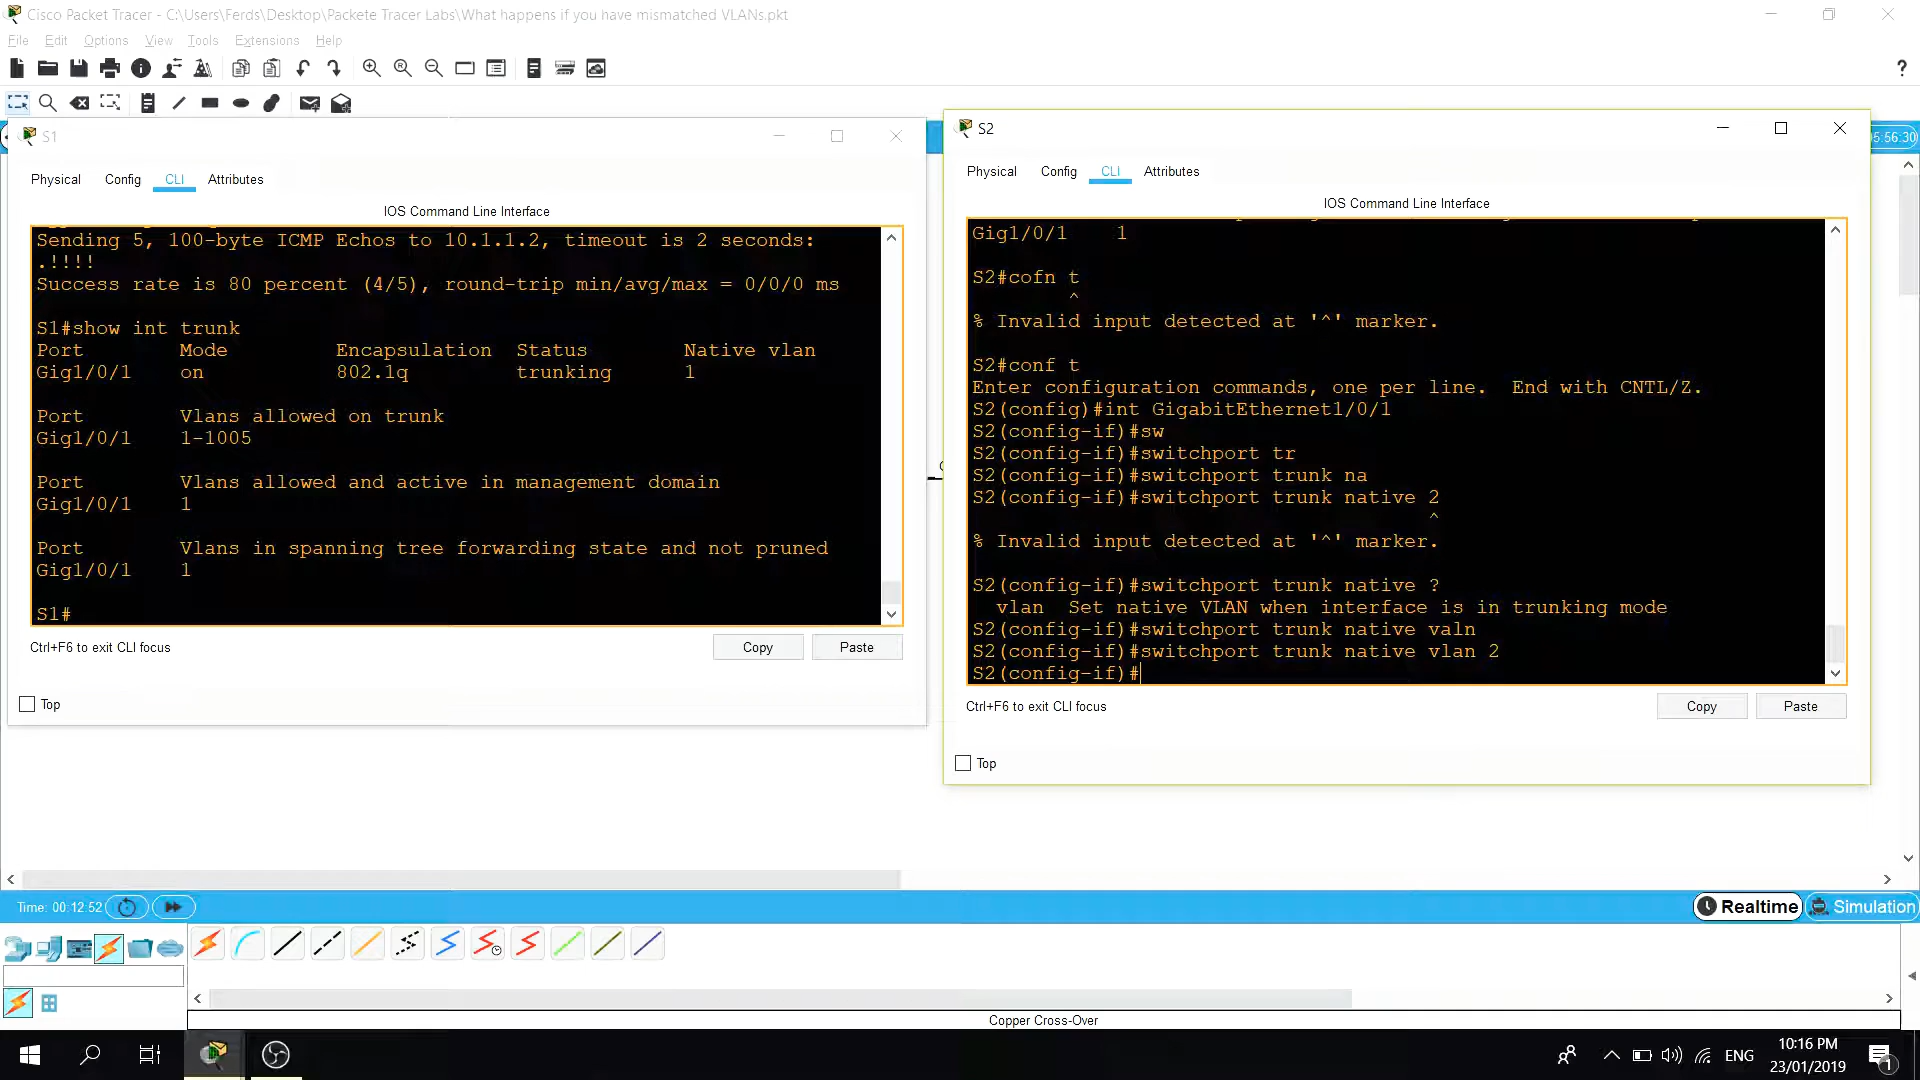 Cisco Packet Tracer - C:\Users\Ferds\Desktop\Packete Tracer Labs\What happens if you have mismatched VLANs.pkt
File Edit Options View Tools Extensions Help
?
S1
Physical Config CLI Attributes
IOS Command Line Interface
Sending 5, 100-byte ICMP Echos to 10.1.1.2, timeout is 2 seconds:
.!!!!
Success rate is 80 percent (4/5), round-trip min/avg/max = 0/0/0 ms
S1#show int trunk
Port Mode Encapsulation Status Native vlan
Gig1/0/1 on 802.1q trunking 1
Port Vlans allowed on trunk
Gig1/0/1 1-1005
Port Vlans allowed and active in management domain
Gig1/0/1 1
Port Vlans in spanning tree forwarding state and not pruned
Gig1/0/1 1
S1#
Ctrl+F6 to exit CLI focus
Copy Paste
Top
S2
5:56:30
Physical Config CLI Attributes
IOS Command Line Interface
Gig1/0/1 1
S2#cofn t
^
% Invalid input detected at '^' marker.
S2#conf t
Enter configuration commands, one per line. End with CNTL/Z.
S2(config)#int GigabitEthernet1/0/1
S2(config-if)#sw
S2(config-if)#switchport tr
S2(config-if)#switchport trunk na
S2(config-if)#switchport trunk native 2
^
% Invalid input detected at '^' marker.
S2(config-if)#switchport trunk native ?
vlan Set native VLAN when interface is in trunking mode
S2(config-if)#switchport trunk native valn
S2(config-if)#switchport trunk native vlan 2
S2(config-if)#
Ctrl+F6 to exit CLI focus
Copy Paste
Top
Time: 00:12:52
Realtime Simulation
Copper Cross-Over
ENG
10:16 PM
23/01/2019
1